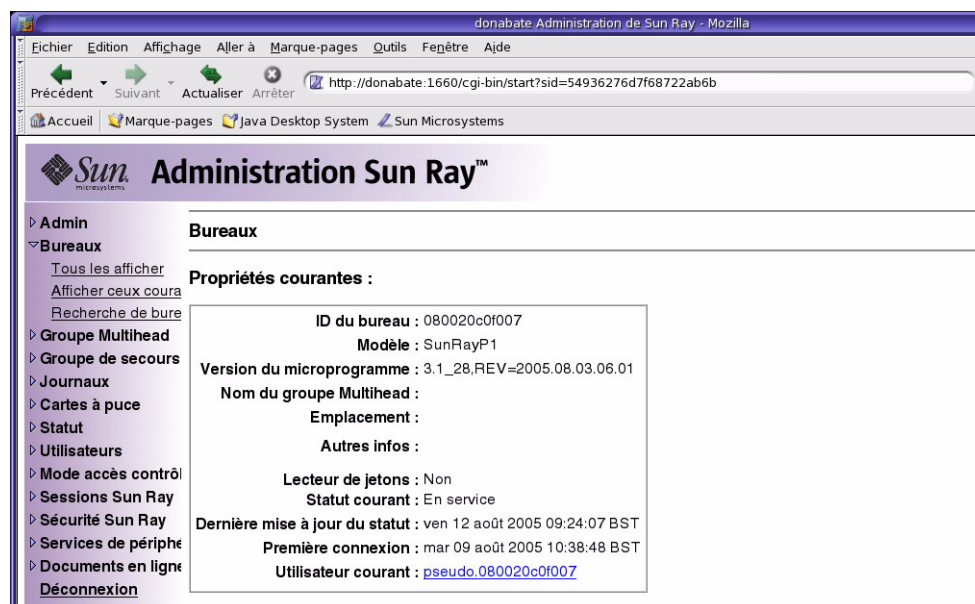 donabate Administration de Sun Ray - Mozilla
Fichier Edition Affichage Aller à Marque-pages Outils Fenêtre Aide
Précédent Suivant Actualiser Arrêter http://donabate:1660/cgi-bin/start?sid=54936276d7f68722ab6b
Accueil Marque-pages Java Desktop System Sun Microsystems
Sun microsystems Administration Sun Ray™
Admin
Bureaux
Tous les afficher
Afficher ceux coura
Recherche de bure
Groupe Multihead
Groupe de secours
Journaux
Cartes à puce
Statut
Utilisateurs
Mode accès contrôl
Sessions Sun Ray
Sécurité Sun Ray
Services de périphé
Documents en ligne
Déconnexion
Bureaux
Propriétés courantes :
ID du bureau : 080020c0f007
Modèle : SunRayP1
Version du microprogramme : 3.1_28,REV=2005.08.03.06.01
Nom du groupe Multihead :
Emplacement :
Autres infos :
Lecteur de jetons : Non
Statut courant : En service
Dernière mise à jour du statut : ven 12 août 2005 09:24:07 BST
Première connexion : mar 09 août 2005 10:38:48 BST
Utilisateur courant : pseudo.080020c0f007